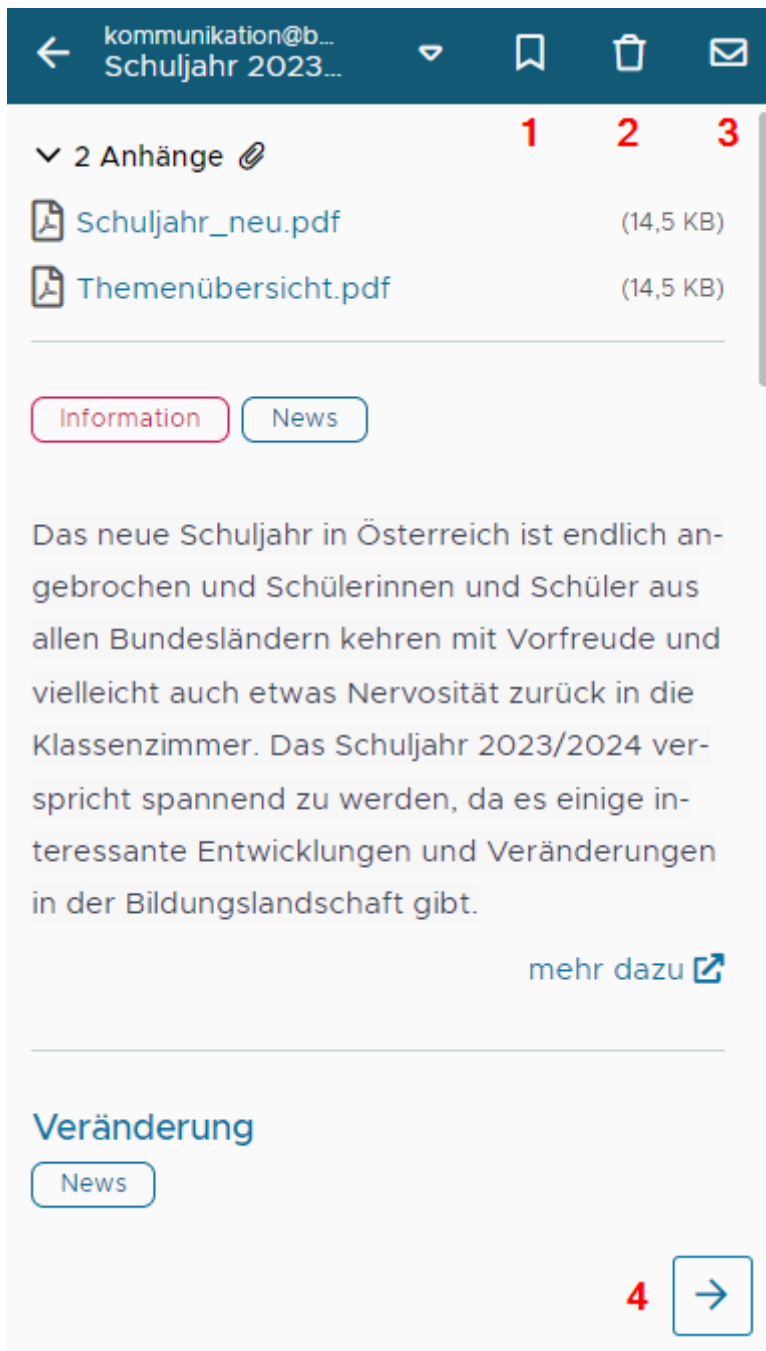 kommunikation@b...
Schuljahr 2023...
1
2
3
2 Anhänge
Schuljahr_neu.pdf (14,5 KB)
Themenübersicht.pdf (14,5 KB)
Information News
Das neue Schuljahr in Österreich ist endlich an-
gebrochen und Schülerinnen und Schüler aus
allen Bundesländern kehren mit Vorfreude und
vielleicht auch etwas Nervosität zurück in die
Klassenzimmer. Das Schuljahr 2023/2024 ver-
spricht spannend zu werden, da es einige in-
teressante Entwicklungen und Veränderungen
in der Bildungslandschaft gibt.
mehr dazu
Veränderung
News
4